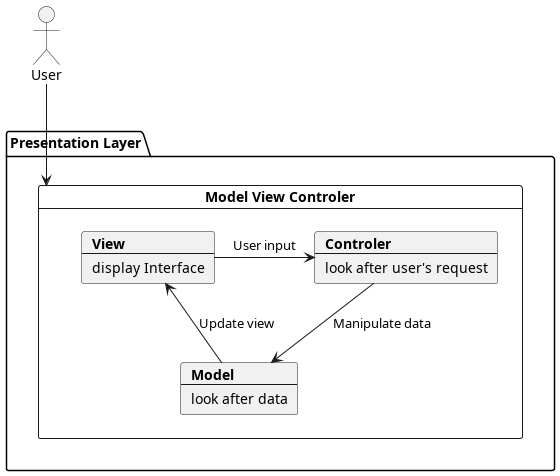 User
Presentation Layer
Model View Controler
View
display Interface
User input
Controler
look after user's request
Update view
Manipulate data
Model
look after data